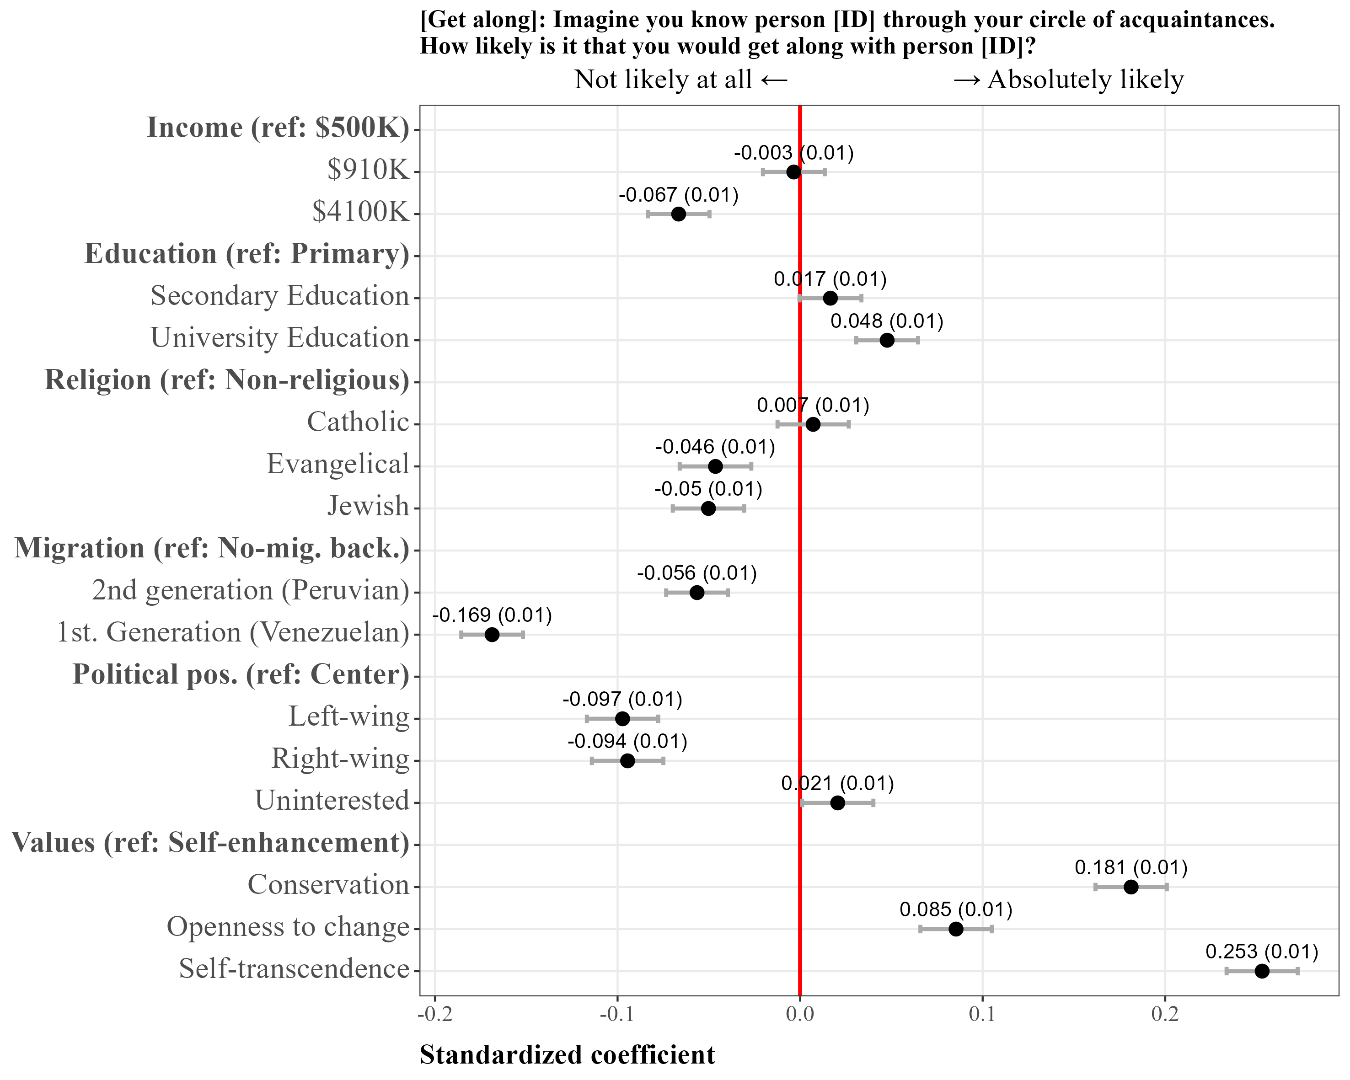 [Get along]: Imagine you know person [ID] through your circle of acquaintances.
How likely is it that you would get along with person [ID]?
Not likely at all ← → Absolutely likely
Income (ref: $500K)
$910K -0.003 (0.01)
$4100K -0.067 (0.01)
Education (ref: Primary)
Secondary Education 0.017 (0.01)
University Education 0.048 (0.01)
Religion (ref: Non-religious)
Catholic 0.007 (0.01)
Evangelical -0.046 (0.01)
Jewish -0.05 (0.01)
Migration (ref: No-mig. back.)
2nd generation (Peruvian) -0.056 (0.01)
1st. Generation (Venezuelan) -0.169 (0.01)
Political pos. (ref: Center)
Left-wing -0.097 (0.01)
Right-wing -0.094 (0.01)
Uninterested 0.021 (0.01)
Values (ref: Self-enhancement)
Conservation 0.181 (0.01)
Openness to change 0.085 (0.01)
Self-transcendence 0.253 (0.01)
-0.2 -0.1 0.0 0.1 0.2
Standardized coefficient